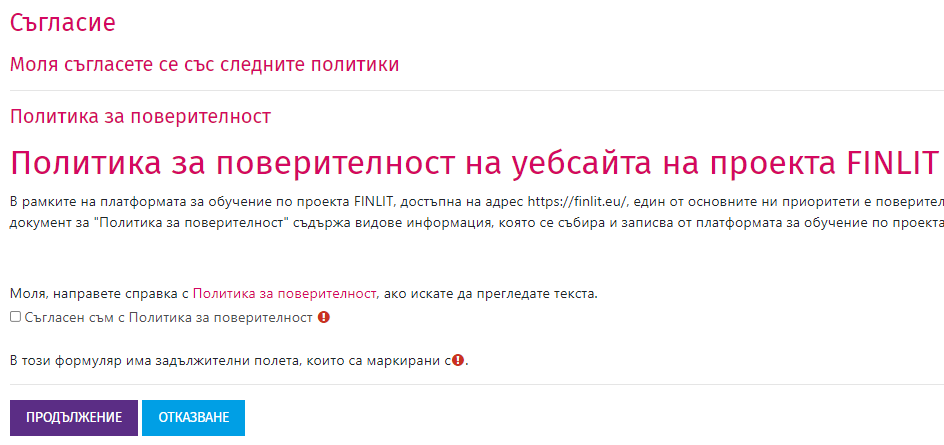 Съгласие
Моля съгласете се със следните политики
Политика за поверителност
Политика за поверителност на уебсайта на проекта FINLIT
В рамките на платформата за обучение по проекта FINLIT, достъпна на адрес https://finlit.eu/, един от основните ни приоритети е
документ за "Политика за поверителност" съдържа видове информация, която се събира и записва от платформата за обучение по проекта
Моля, направете справка с Политика за поверителност, ако искате да прегледате текста.
Съгласен съм с Политика за поверителност
В този формуляр има задължителни полета, които са маркирани с.
ПРОДЪЛЖЕНИЕ ОТКАЗВАНЕ